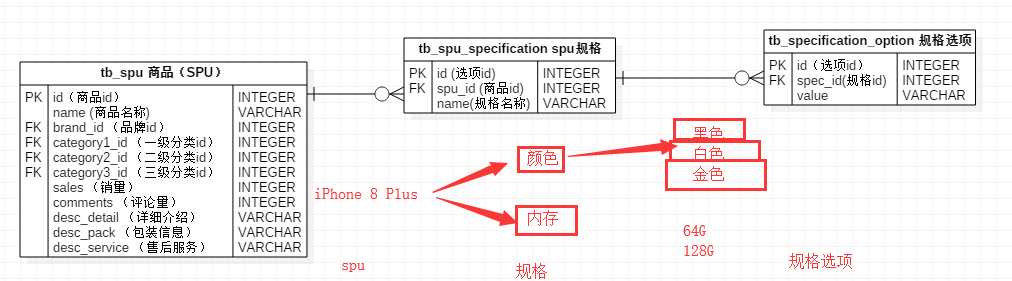 tb_spu 商品（SPU）
PK id（商品id） INTEGER
name (商品名称) VARCHAR
FK brand_id （品牌id） INTEGER
FK category1_id （一级分类id） INTEGER
FK category2_id （二级分类id） INTEGER
FK category3_id （三级分类id） INTEGER
sales （销量） INTEGER
comments （评论量） INTEGER
desc_detail （详细介绍） VARCHAR
desc_pack （包装信息） VARCHAR
desc_service （售后服务） VARCHAR
tb_spu_specification spu规格
PK id (选项id) INTEGER
FK spu_id (商品id) INTEGER
name(规格名称) VARCHAR
tb_specification_option 规格选项
PK id（选项id） INTEGER
FK spec_id(规格id) INTEGER
value VARCHAR
iPhone 8 Plus
颜色
内存
黑色
白色
金色
64G
128G
spu
规格
规格选项